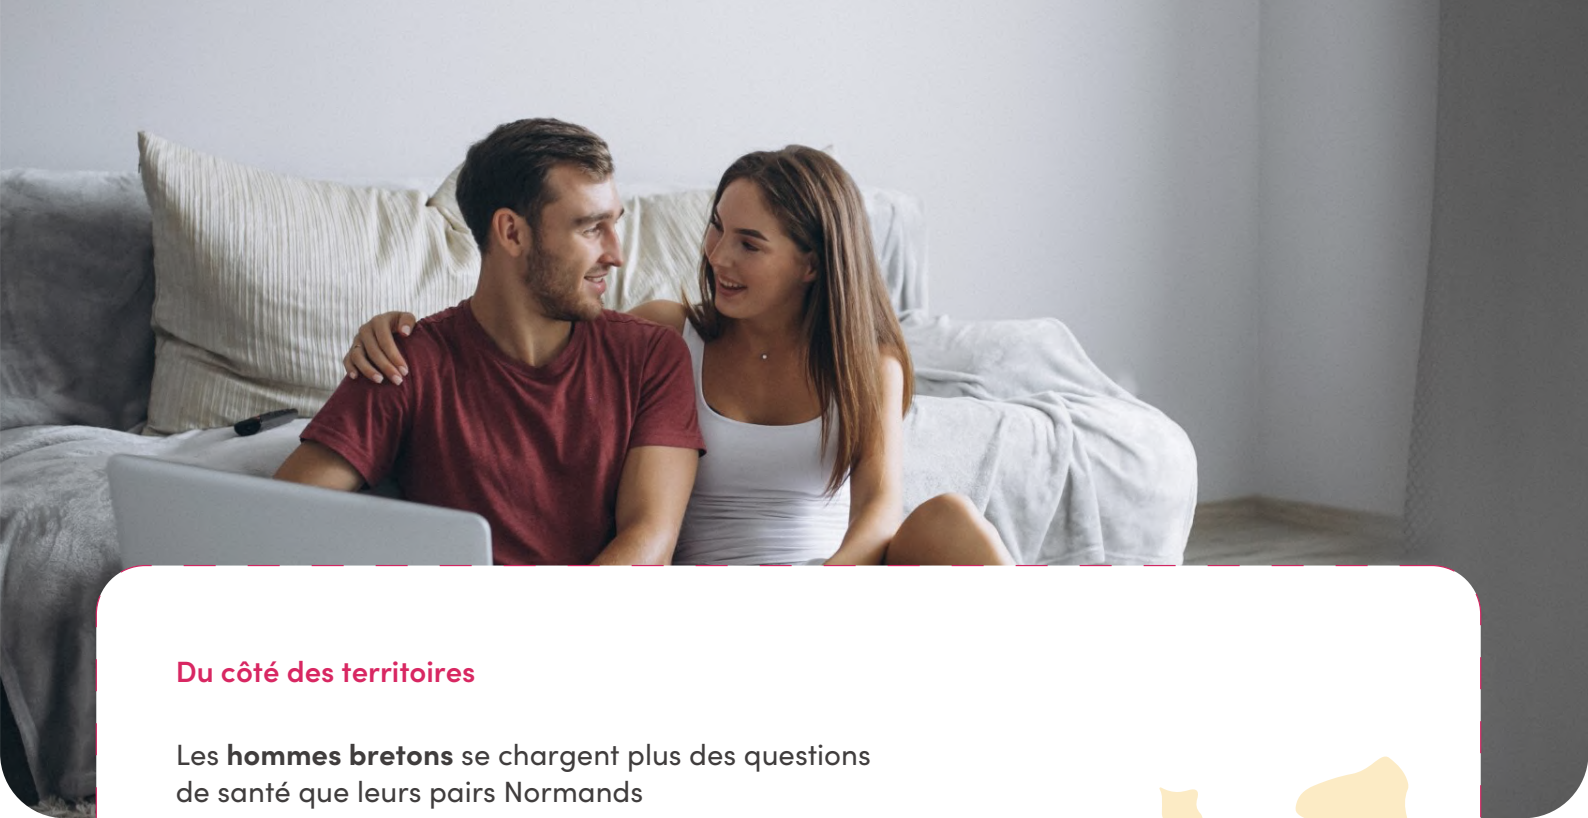 Du côté des territoires
Les hommes bretons se chargent plus des questions
de santé que leurs pairs Normands